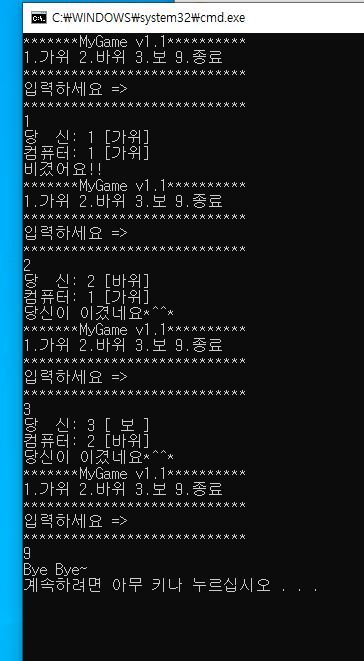 C:\WINDOWS\system32\cmd.exe
*******MyGame v1.1**********
1.가위 2.바위 3.보 9.종료
****************************
입력하세요 =>
****************************
1
당  신: 1 [가위]
컴퓨터: 1 [가위]
비겼어요!!
*******MyGame v1.1**********
1.가위 2.바위 3.보 9.종료
****************************
입력하세요 =>
****************************
2
당  신: 2 [바위]
컴퓨터: 1 [가위]
당신이 이겼네요*^^*
*******MyGame v1.1**********
1.가위 2.바위 3.보 9.종료
****************************
입력하세요 =>
****************************
3
당  신: 3 [ 보 ]
컴퓨터: 2 [바위]
당신이 이겼네요*^^*
*******MyGame v1.1**********
1.가위 2.바위 3.보 9.종료
****************************
입력하세요 =>
****************************
9
Bye Bye~
계속하려면 아무 키나 누르십시오 . . .